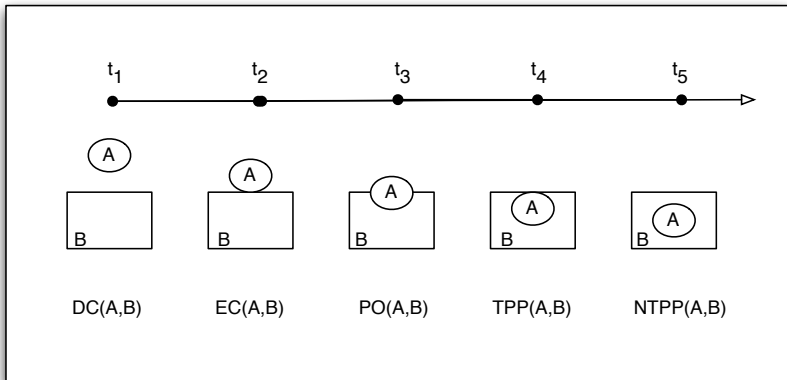 t1 t2 t3 t4 t5
A A A A A
B B B B B
DC(A,B) EC(A,B) PO(A,B) TPP(A,B) NTPP(A,B)